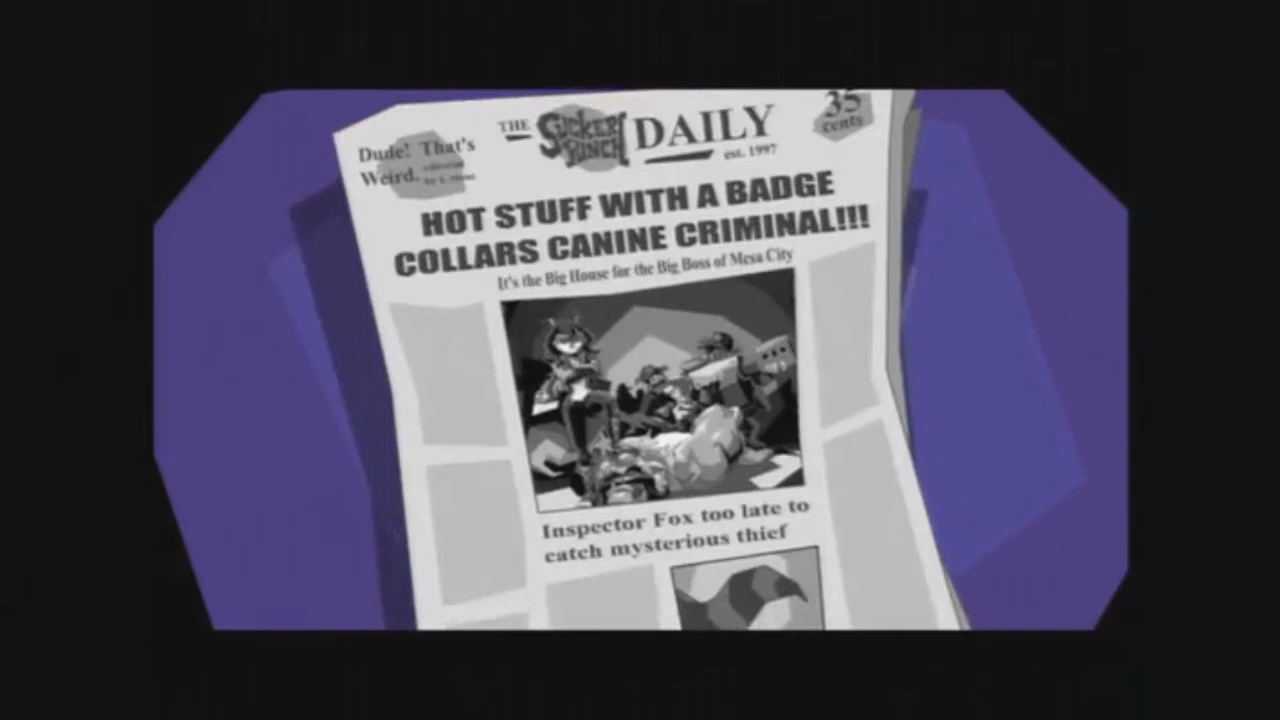 Dude! That's
Weird.
THE SUCKER PUNCH DAILY
est. 1997
35
cents
HOT STUFF WITH A BADGE
COLLARS CANINE CRIMINAL!!!
It's the Big House for the Big Boss of Mesa City
Inspector Fox too late to
catch mysterious thief